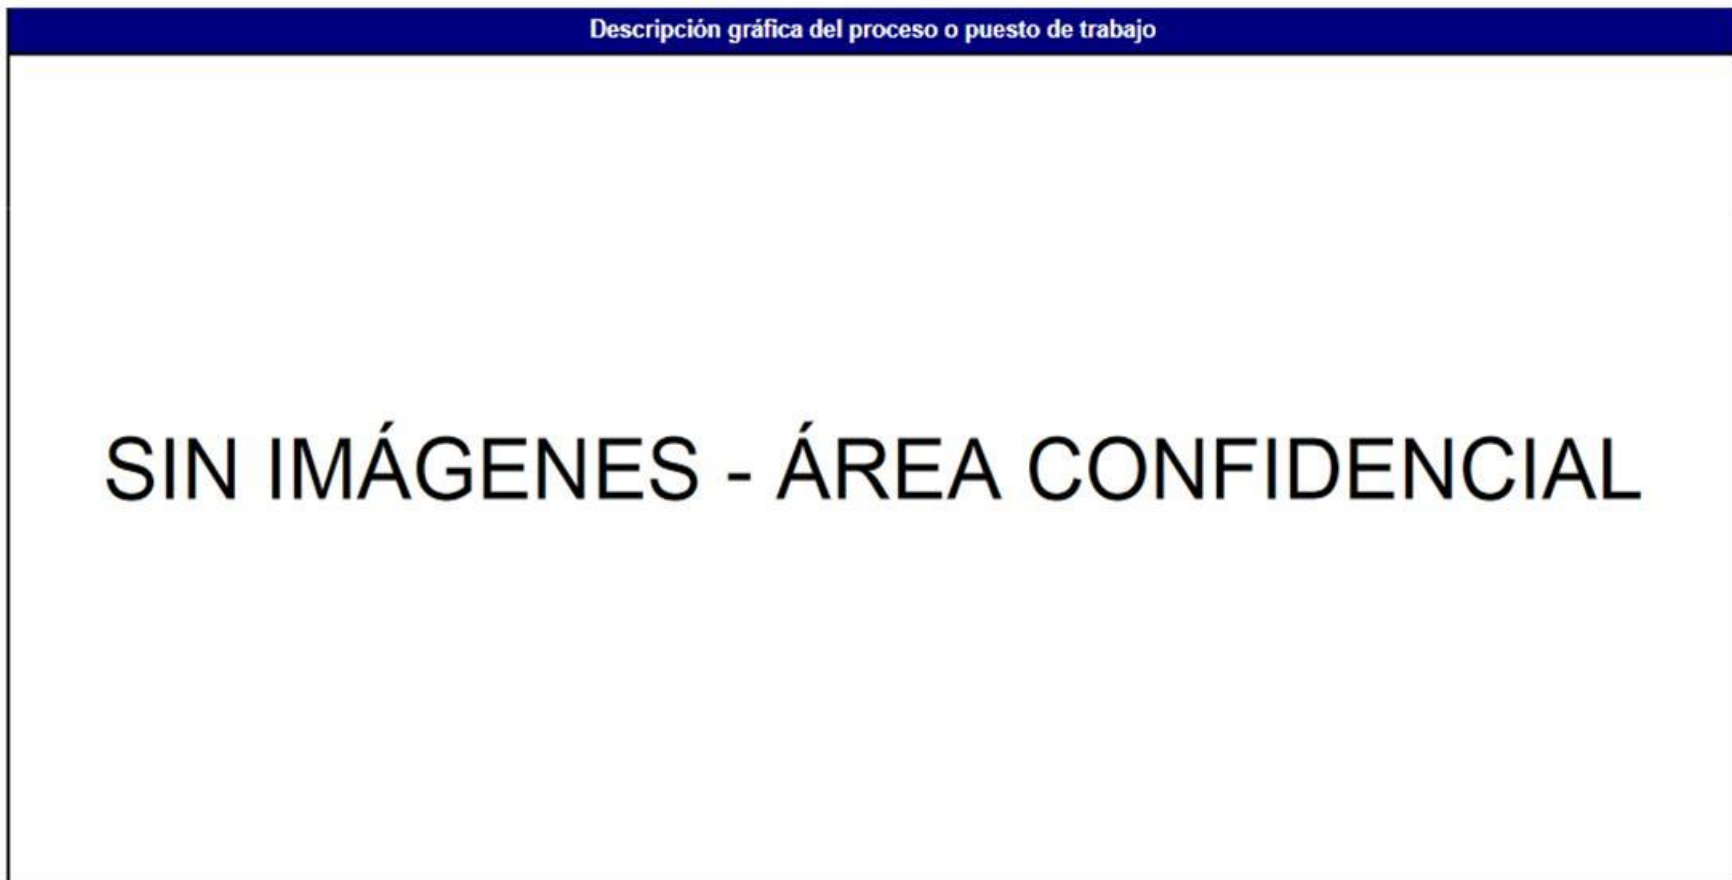 Descripción gráfica del proceso o puesto de trabajo
SIN IMÁGENES - ÁREA CONFIDENCIAL